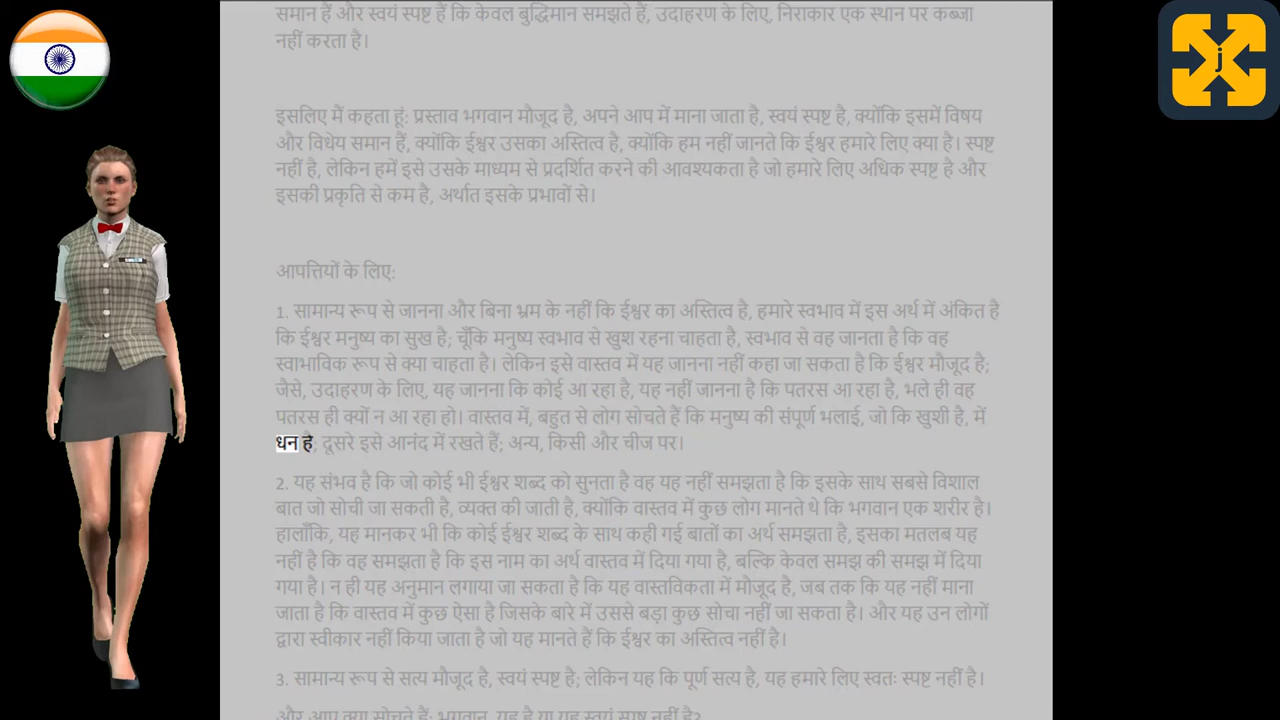 समान हैं और स्वयं स्पष्ट हैं कि केवल बुद्धिमान समझते हैं, उदाहरण के लिए, निराकार एक स्थान पर कब्जा
नहीं करता है।
इसलिए मैं कहता हूं: प्रस्ताव भगवान मौजूद है, अपने आप में माना जाता है, स्वयं स्पष्ट है, क्योंकि इसमें विषय
और विधेय समान हैं, क्योंकि ईश्वर उसका अस्तित्व है, क्योंकि हम नहीं जानते कि ईश्वर हमारे लिए क्या है। स्पष्ट
नहीं है, लेकिन हमें इसे उसके माध्यम से प्रदर्शित करने की आवश्यकता है जो हमारे लिए अधिक स्पष्ट है और
इसकी प्रकृति से कम है, अर्थात इसके प्रभावों से।
आपत्तियों के लिए:
1. सामान्य रूप से जानना और बिना भ्रम के नहीं कि ईश्वर का अस्तित्व है, हमारे स्वभाव में इस अर्थ में अंकित है
कि ईश्वर मनुष्य का सुख है; चूँकि मनुष्य स्वभाव से खुश रहना चाहता है, स्वभाव से वह जानता है कि वह
स्वाभाविक रूप से क्या चाहता है। लेकिन इसे वास्तव में यह जानना नहीं कहा जा सकता है कि ईश्वर मौजूद है;
जैसे, उदाहरण के लिए, यह जानना कि कोई आ रहा है, यह नहीं जानना है कि पतरस आ रहा है, भले ही वह
पतरस ही क्यों न आ रहा हो। वास्तव में, बहुत से लोग सोचते हैं कि मनुष्य की संपूर्ण भलाई, जो कि खुशी है, में
धन है; दूसरे इसे आनंद में रखते हैं; अन्य, किसी और चीज पर।
2. यह संभव है कि जो कोई भी ईश्वर शब्द को सुनता है वह यह नहीं समझता है कि इसके साथ सबसे विशाल
बात जो सोची जा सकती है, व्यक्त की जाती है, क्योंकि वास्तव में कुछ लोग मानते थे कि भगवान एक शरीर है।
हालाँकि, यह मानकर भी कि कोई ईश्वर शब्द के साथ कही गई बातों का अर्थ समझता है, इसका मतलब यह
नहीं है कि वह समझता है कि इस नाम का अर्थ वास्तव में दिया गया है, बल्कि केवल समझ की समझ में दिया
गया है। न ही यह अनुमान लगाया जा सकता है कि यह वास्तविकता में मौजूद है, जब तक कि यह नहीं माना
जाता है कि वास्तव में कुछ ऐसा है जिसके बारे में उससे बड़ा कुछ सोचा नहीं जा सकता है। और यह उन लोगों
द्वारा स्वीकार नहीं किया जाता है जो यह मानते हैं कि ईश्वर का अस्तित्व नहीं है।
3. सामान्य रूप से सत्य मौजूद है, स्वयं स्पष्ट है; लेकिन यह कि पूर्ण सत्य है, यह हमारे लिए स्वतः स्पष्ट नहीं है।
और आप क्या सोचते हैं: भगवान, यह है या यह स्वयं स्पष्ट नहीं है?
j